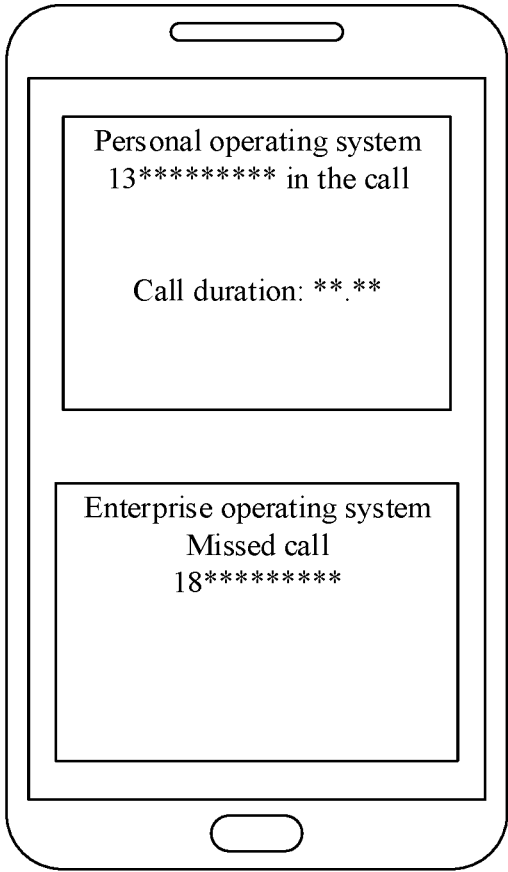 Personal operating system
13********* in the call
Call duration: **.**
Enterprise operating system
Missed call
18*********